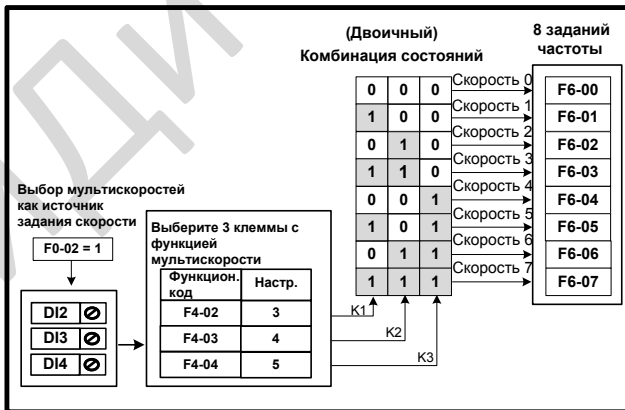 (Двоичный)
Комбинация состояний
8 заданий
частоты
0 0 0 Скорость 0 F6-00
1 0 0 Скорость 1 F6-01
0 1 0 Скорость 2 F6-02
1 1 0 Скорость 3 F6-03
0 0 1 Скорость 4 F6-04
1 0 1 Скорость 5 F6-05
0 1 1 Скорость 6 F6-06
1 1 1 Скорость 7 F6-07
Выбор мультискоростей
как источник
задания скорости
F0-02 = 1
DI2
DI3
DI4
Выберите 3 клеммы с
функцией
мультискорости
Функцион.
код
Настр.
F4-02 3
F4-03 4
F4-04 5
K1
K2
K3